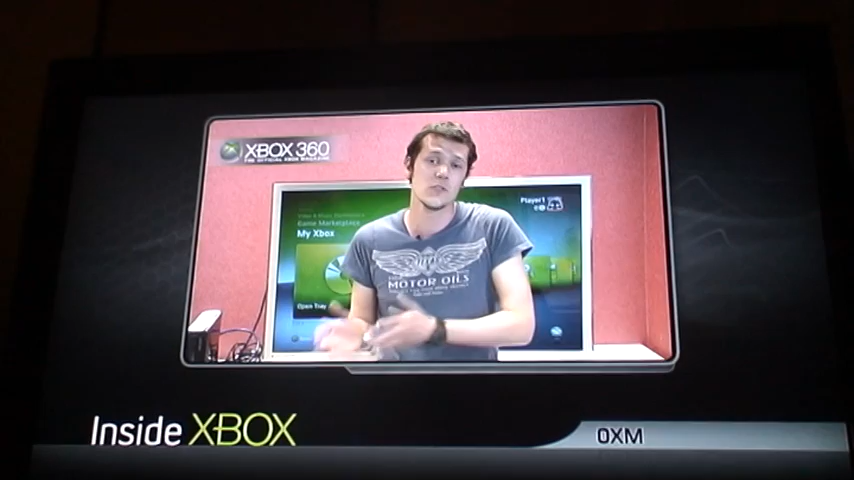 XBOX 360
THE OFFICIAL XBOX MAGAZINE
Player1
Game Marketplace
My Xbox
MOTOR OILS
Open Tray
Inside XBOX
OXM